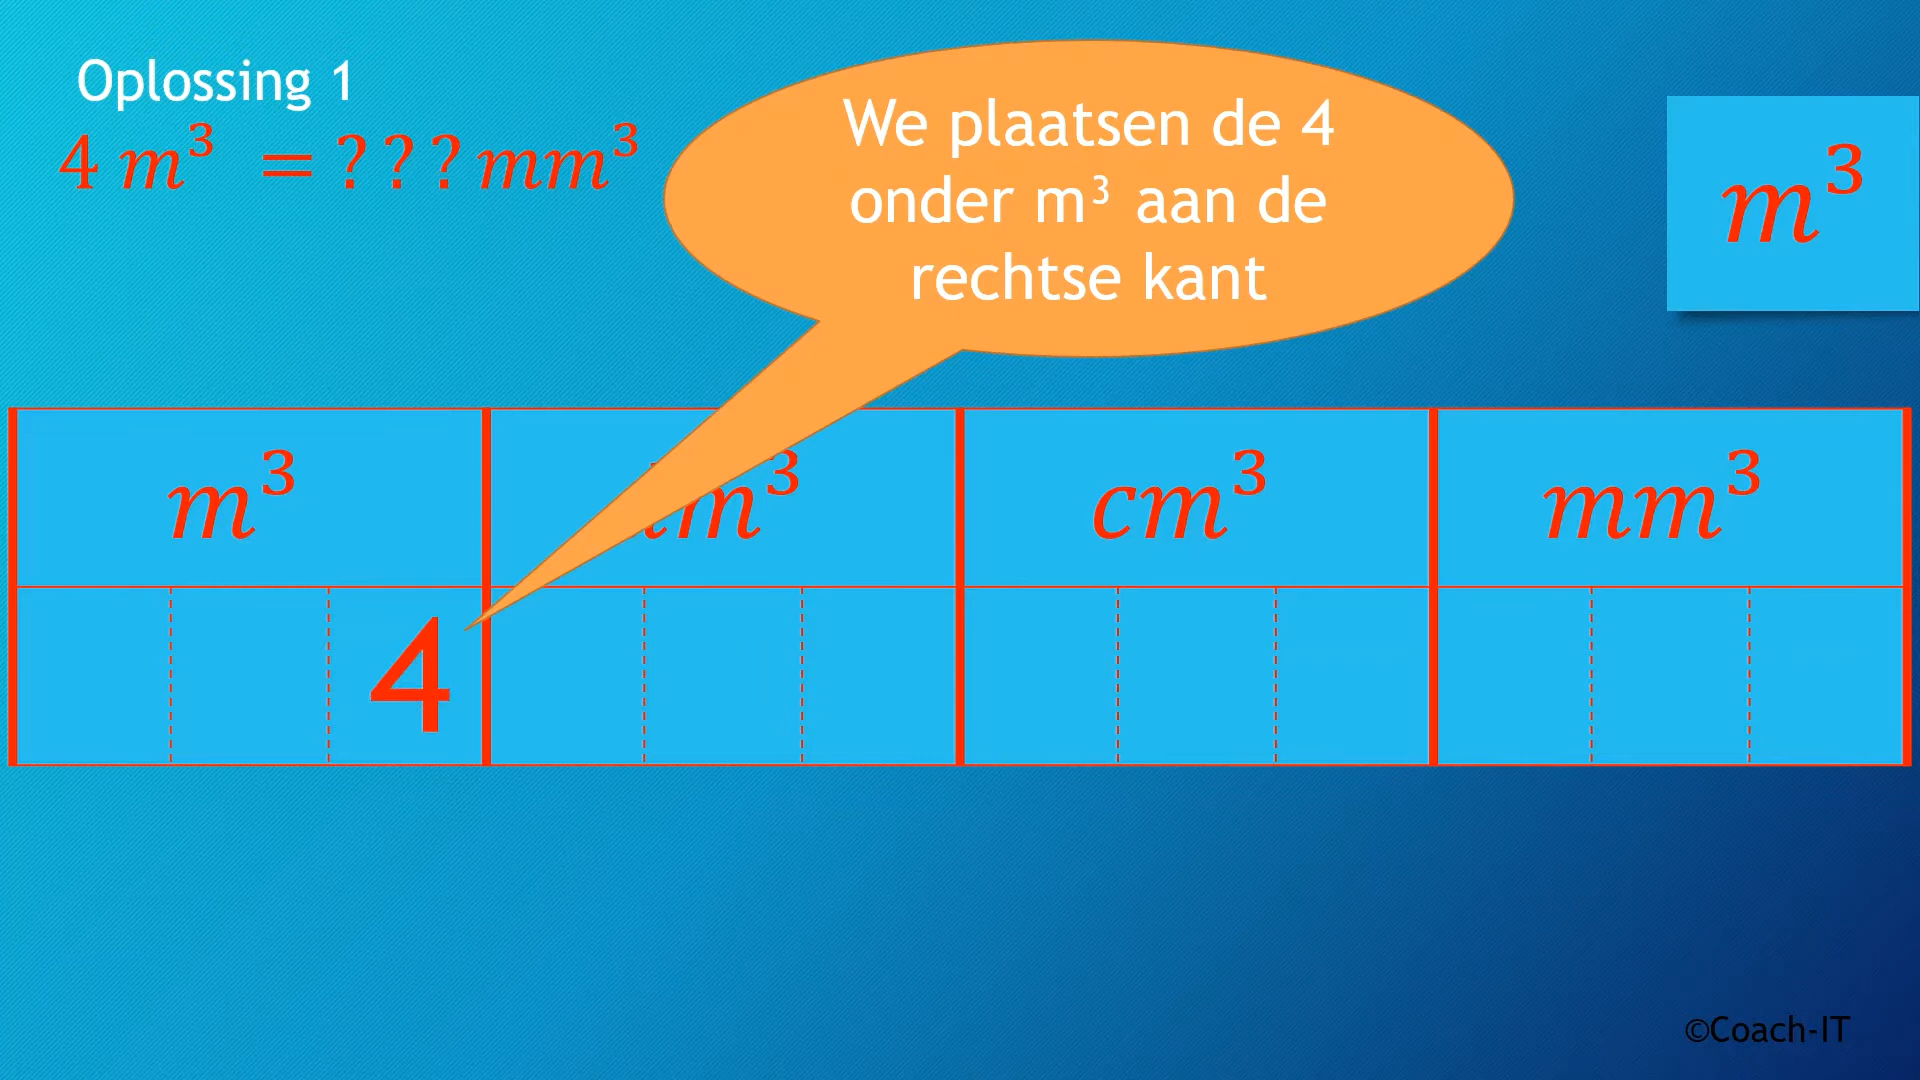 Oplossing 1
4 m³ = ? ? ? mm³
We plaatsen de 4
onder m³ aan de
rechtse kant
m³
m³ m³ cm³ mm³
4
©Coach-IT